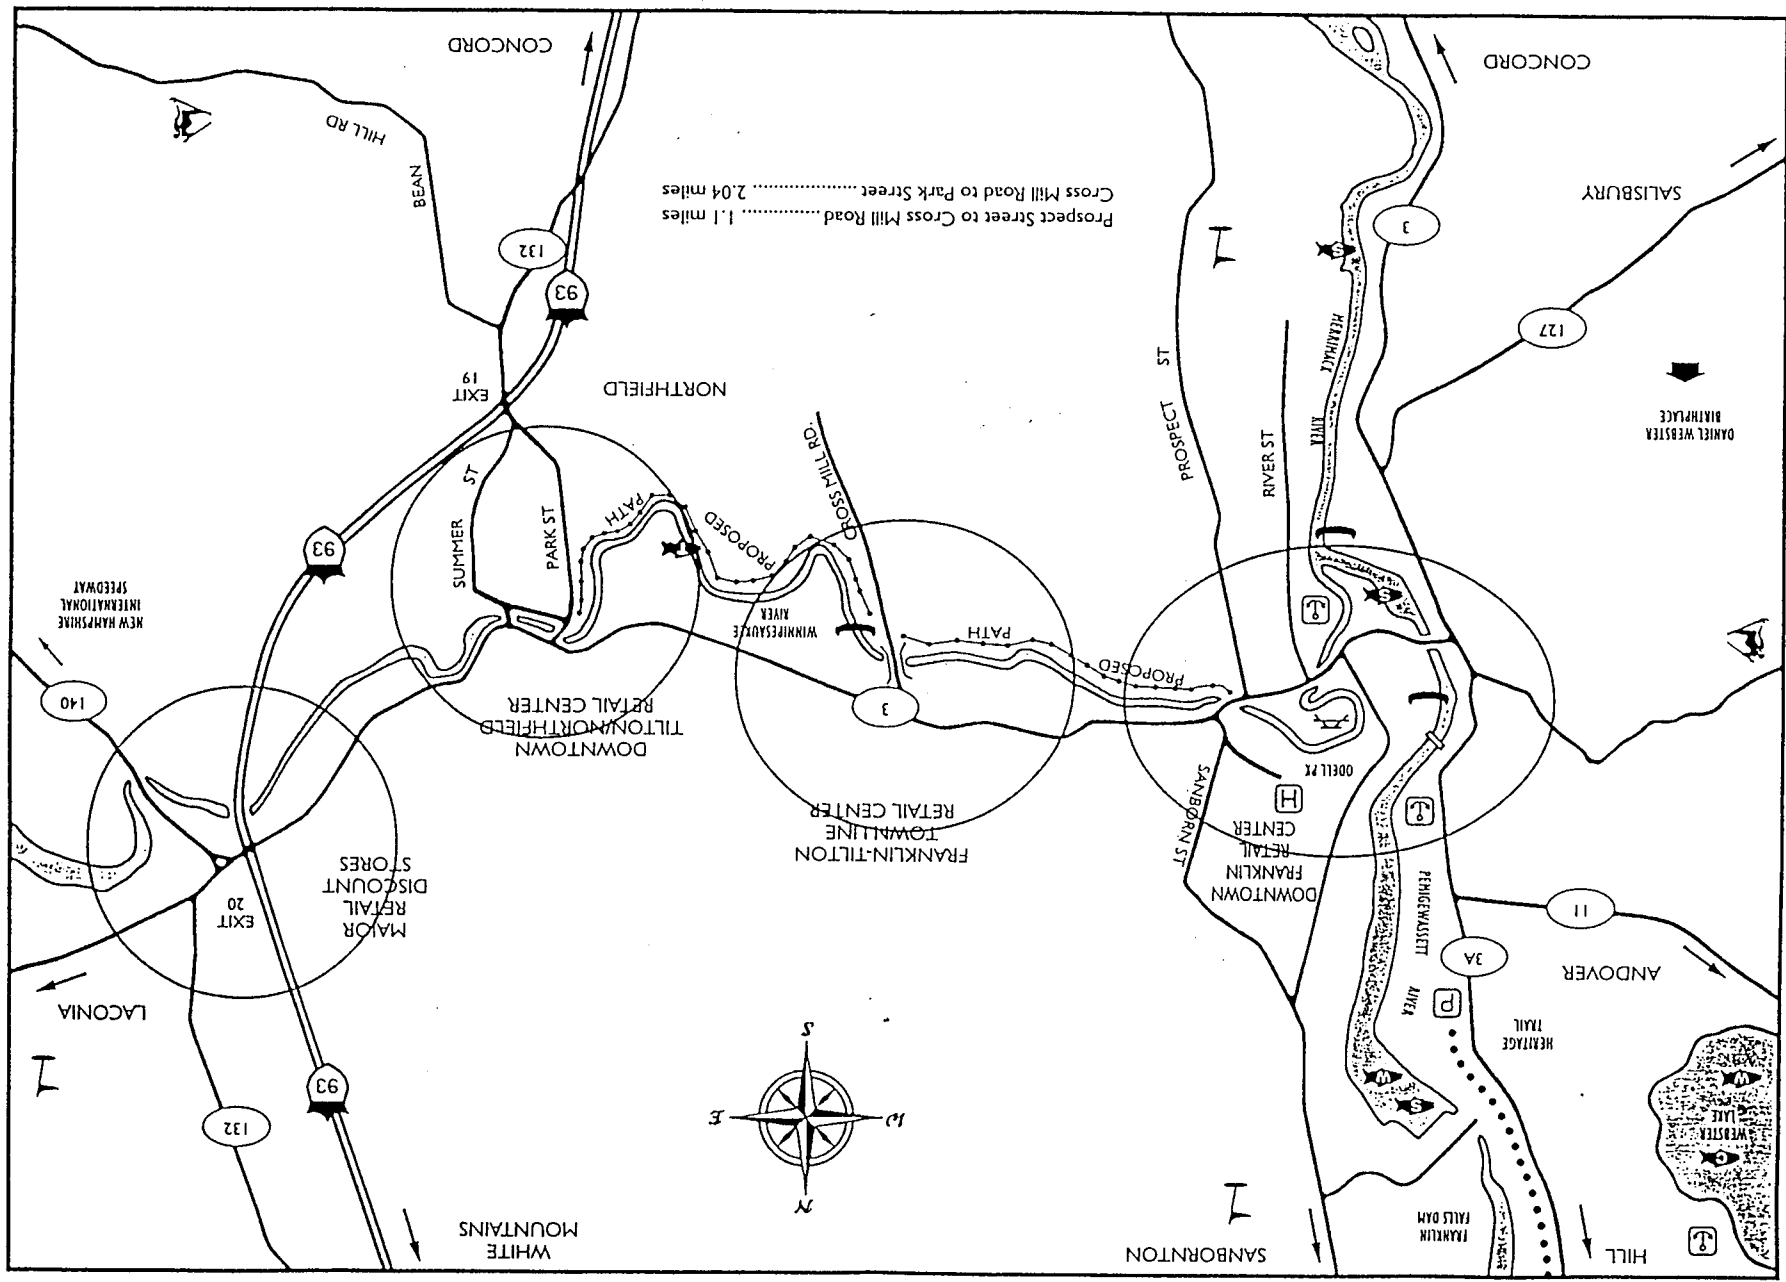 HILL
SANBORNTON
WHITE
MOUNTAINS
FRANKLIN
FALLS DAM
S
WEBSTER
LAKE
C
W
132
93
N
W
E
S
S
W
HERITAGE
TRAIL
P
PEMIGEWASSETT
RIVER
3A
ANDOVER
11
LACONIA
EXIT
20
MAJOR
RETAIL
DISCOUNT
STORES
DOWNTOWN
FRANKLIN
RETAIL
CENTER
H
SANBORN ST
ODELL PK
FRANKLIN-TILTON
TOWN LINE
RETAIL CENTER
DOWNTOWN
TILTON/NORTHFIELD
RETAIL CENTER
3
140
PROPOSED
PATH
WINNIPESAUKEE
RIVER
NEW HAMPSHIRE
INTERNATIONAL
SPEEDWAY
S
93
PROPOSED
T
PATH
PARK ST
SUMMER
ST
CROSS MILL RD.
RIVER ST
PROSPECT ST
MERRIMACK
RIVER
DANIEL WEBSTER
BIRTHPLACE
NORTHFIELD
EXIT
19
127
93
132
S
3
Prospect Street to Cross Mill Road .............. 1.1 miles
Cross Mill Road to Park Street ................... 2.04 miles
SALISBURY
BEAN
HILL RD
CONCORD
CONCORD